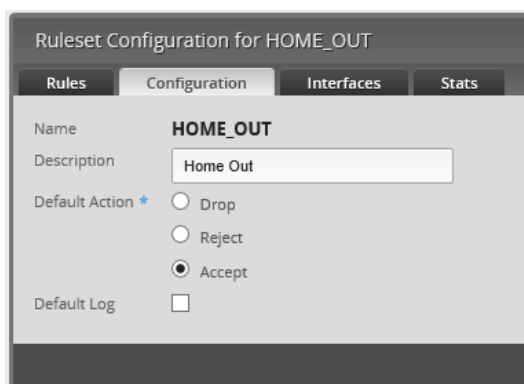 Ruleset Configuration for HOME_OUT
Rules Configuration Interfaces Stats
Name HOME_OUT
Description Home Out
Default Action * Drop
Reject
Accept
Default Log